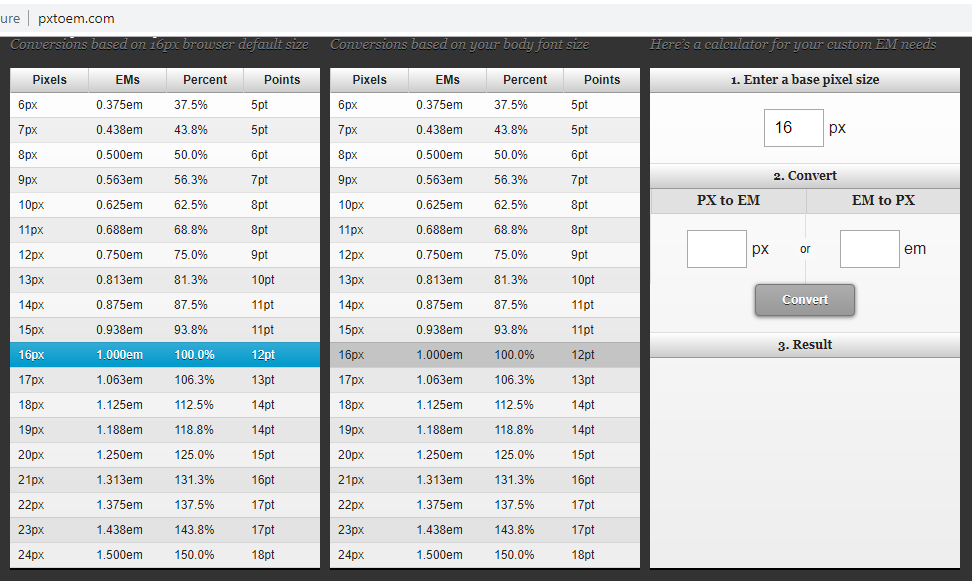 ure | pxtoem.com
Conversions based on 16px browser default size
Pixels EMs Percent Points
6px 0.375em 37.5% 5pt
7px 0.438em 43.8% 5pt
8px 0.500em 50.0% 6pt
9px 0.563em 56.3% 7pt
10px 0.625em 62.5% 8pt
11px 0.688em 68.8% 8pt
12px 0.750em 75.0% 9pt
13px 0.813em 81.3% 10pt
14px 0.875em 87.5% 11pt
15px 0.938em 93.8% 11pt
16px 1.000em 100.0% 12pt
17px 1.063em 106.3% 13pt
18px 1.125em 112.5% 14pt
19px 1.188em 118.8% 14pt
20px 1.250em 125.0% 15pt
21px 1.313em 131.3% 16pt
22px 1.375em 137.5% 17pt
23px 1.438em 143.8% 17pt
24px 1.500em 150.0% 18pt
Conversions based on your body font size
Pixels EMs Percent Points
6px 0.375em 37.5% 5pt
7px 0.438em 43.8% 5pt
8px 0.500em 50.0% 6pt
9px 0.563em 56.3% 7pt
10px 0.625em 62.5% 8pt
11px 0.688em 68.8% 8pt
12px 0.750em 75.0% 9pt
13px 0.813em 81.3% 10pt
14px 0.875em 87.5% 11pt
15px 0.938em 93.8% 11pt
16px 1.000em 100.0% 12pt
17px 1.063em 106.3% 13pt
18px 1.125em 112.5% 14pt
19px 1.188em 118.8% 14pt
20px 1.250em 125.0% 15pt
21px 1.313em 131.3% 16pt
22px 1.375em 137.5% 17pt
23px 1.438em 143.8% 17pt
24px 1.500em 150.0% 18pt
Here's a calculator for your custom EM needs
1. Enter a base pixel size
16 px
2. Convert
PX to EM EM to PX
px or em
Convert
3. Result